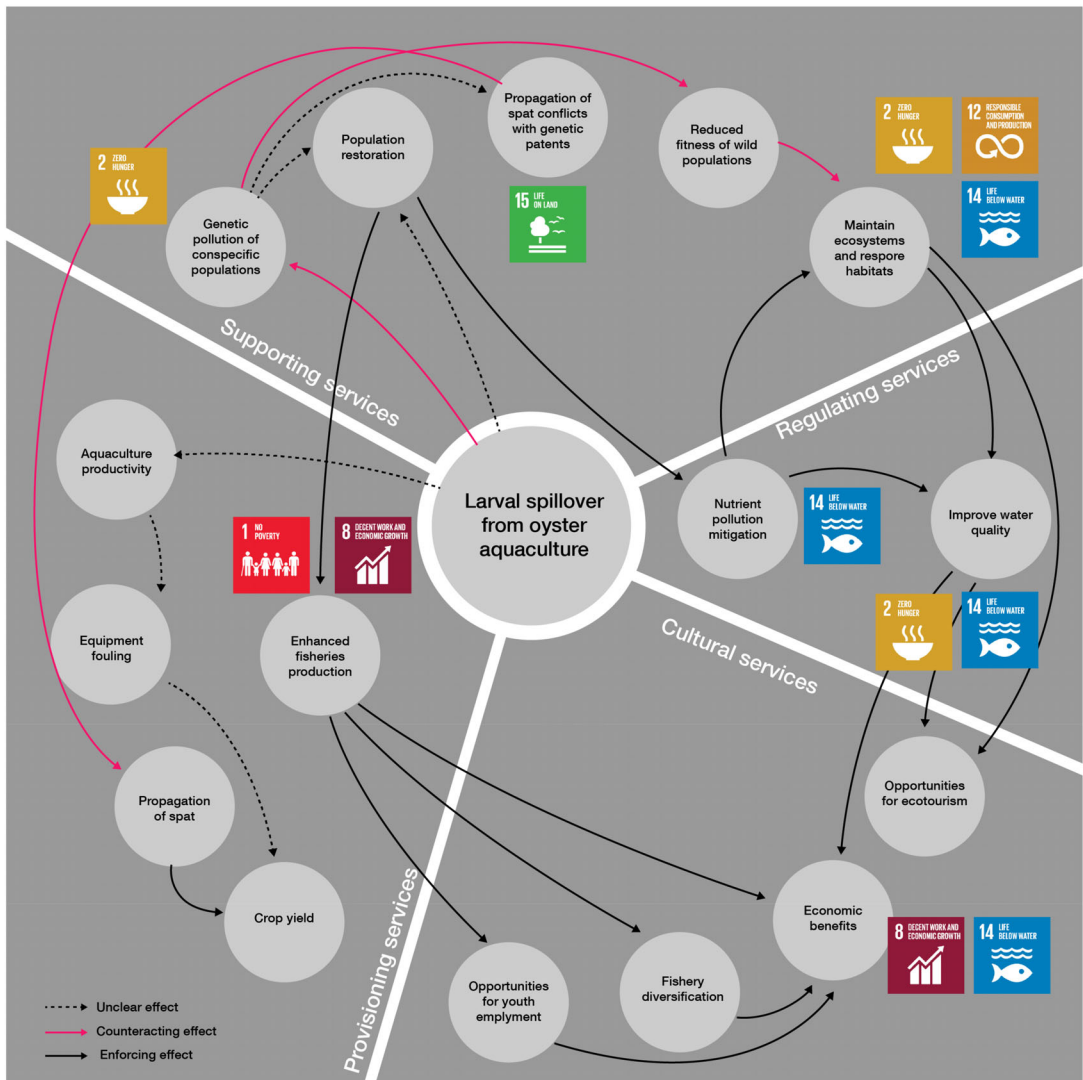 Propagation of
spat conflicts
with genetic
patents
Population
restoration
Reduced
fitness of wild
populations
2 ZERO
HUNGER
12 RESPONSIBLE
CONSUMPTION
AND PRODUCTION
2 ZERO
HUNGER
15 LIFE
ON LAND
14 LIFE
BELOW WATER
Genetic
pollution of
conspecific
populations
Maintain
ecosystems
and respore
habitats
Supporting services
Regulating services
Aquaculture
productivity
Larval spillover
from oyster
aquaculture
Nutrient
pollution
mitigation
14 LIFE
BELOW WATER
Improve water
quality
1 NO
POVERTY
8 DECENT WORK AND
ECONOMIC GROWTH
2 ZERO
HUNGER
14 LIFE
BELOW WATER
Equipment
fouling
Enhanced
fisheries
production
Cultural services
Opportunities
for ecotourism
Propagation
of spat
Crop yield
Provisioning services
Economic
benefits
8 DECENT WORK AND
ECONOMIC GROWTH
14 LIFE
BELOW WATER
Opportunities
for youth
emplyment
Fishery
diversification
Unclear effect
Counteracting effect
Enforcing effect